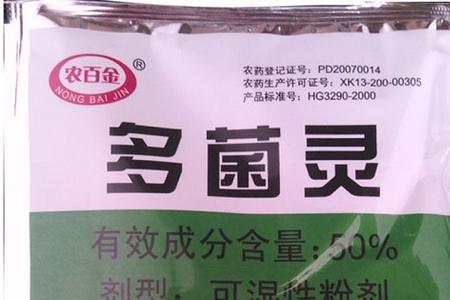 农百金®
NONG BAI JIN
农药登记证号：PD20070014
农药生产许可证号：XK13-200-00305
产品标准号：HG3290-2000
多菌灵
有效成分含量：50%
剂型：可湿性粉剂